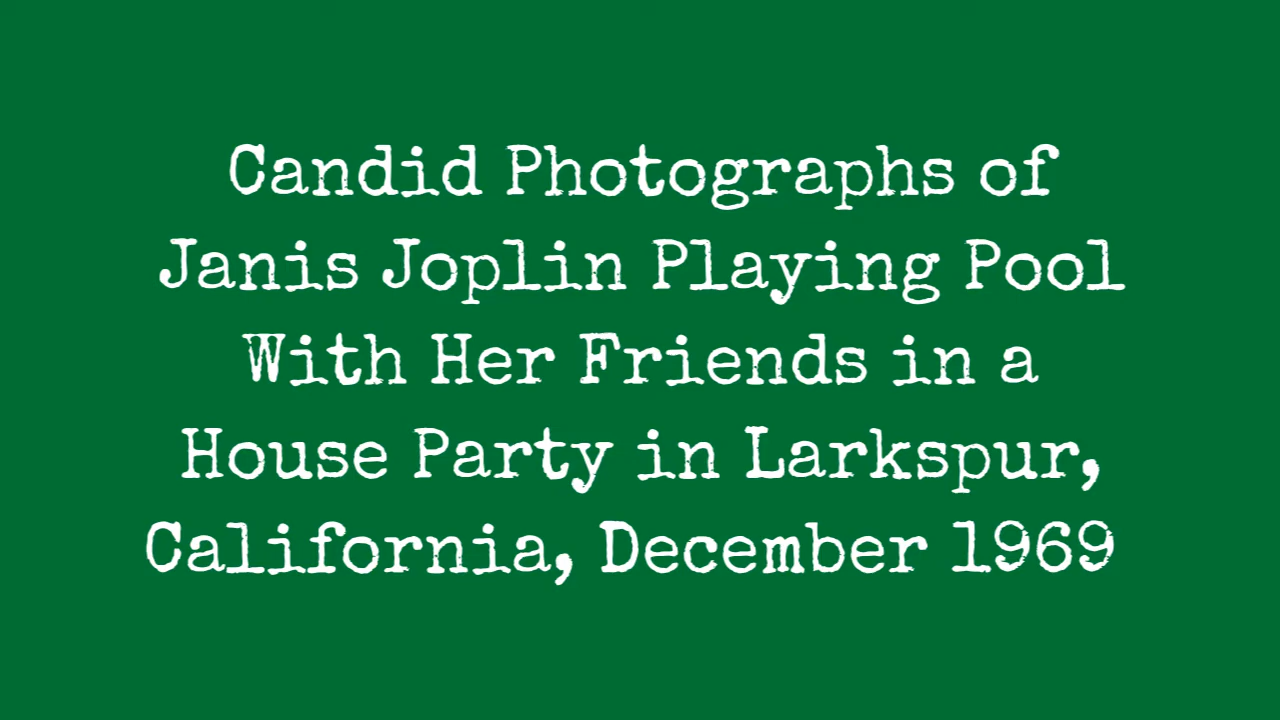 Candid Photographs of
Janis Joplin Playing Pool
With Her Friends in a
House Party in Larkspur,
California, December 1969